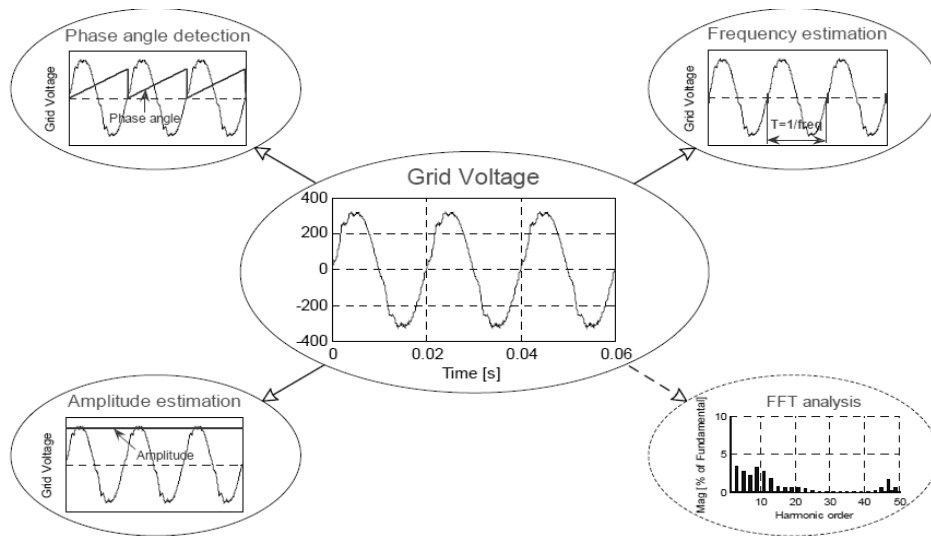 Phase angle detection
Grid Voltage
Phase angle
Frequency estimation
Grid Voltage
T=1/freq
Grid Voltage
400
200
0
-200
-400
0
0.02
0.04
0.06
Time [s]
Amplitude estimation
Grid Voltage
Amplitude
FFT analysis
Mag [% of Fundamental]
10
5
0
10 20 30 40 50
Harmonic order